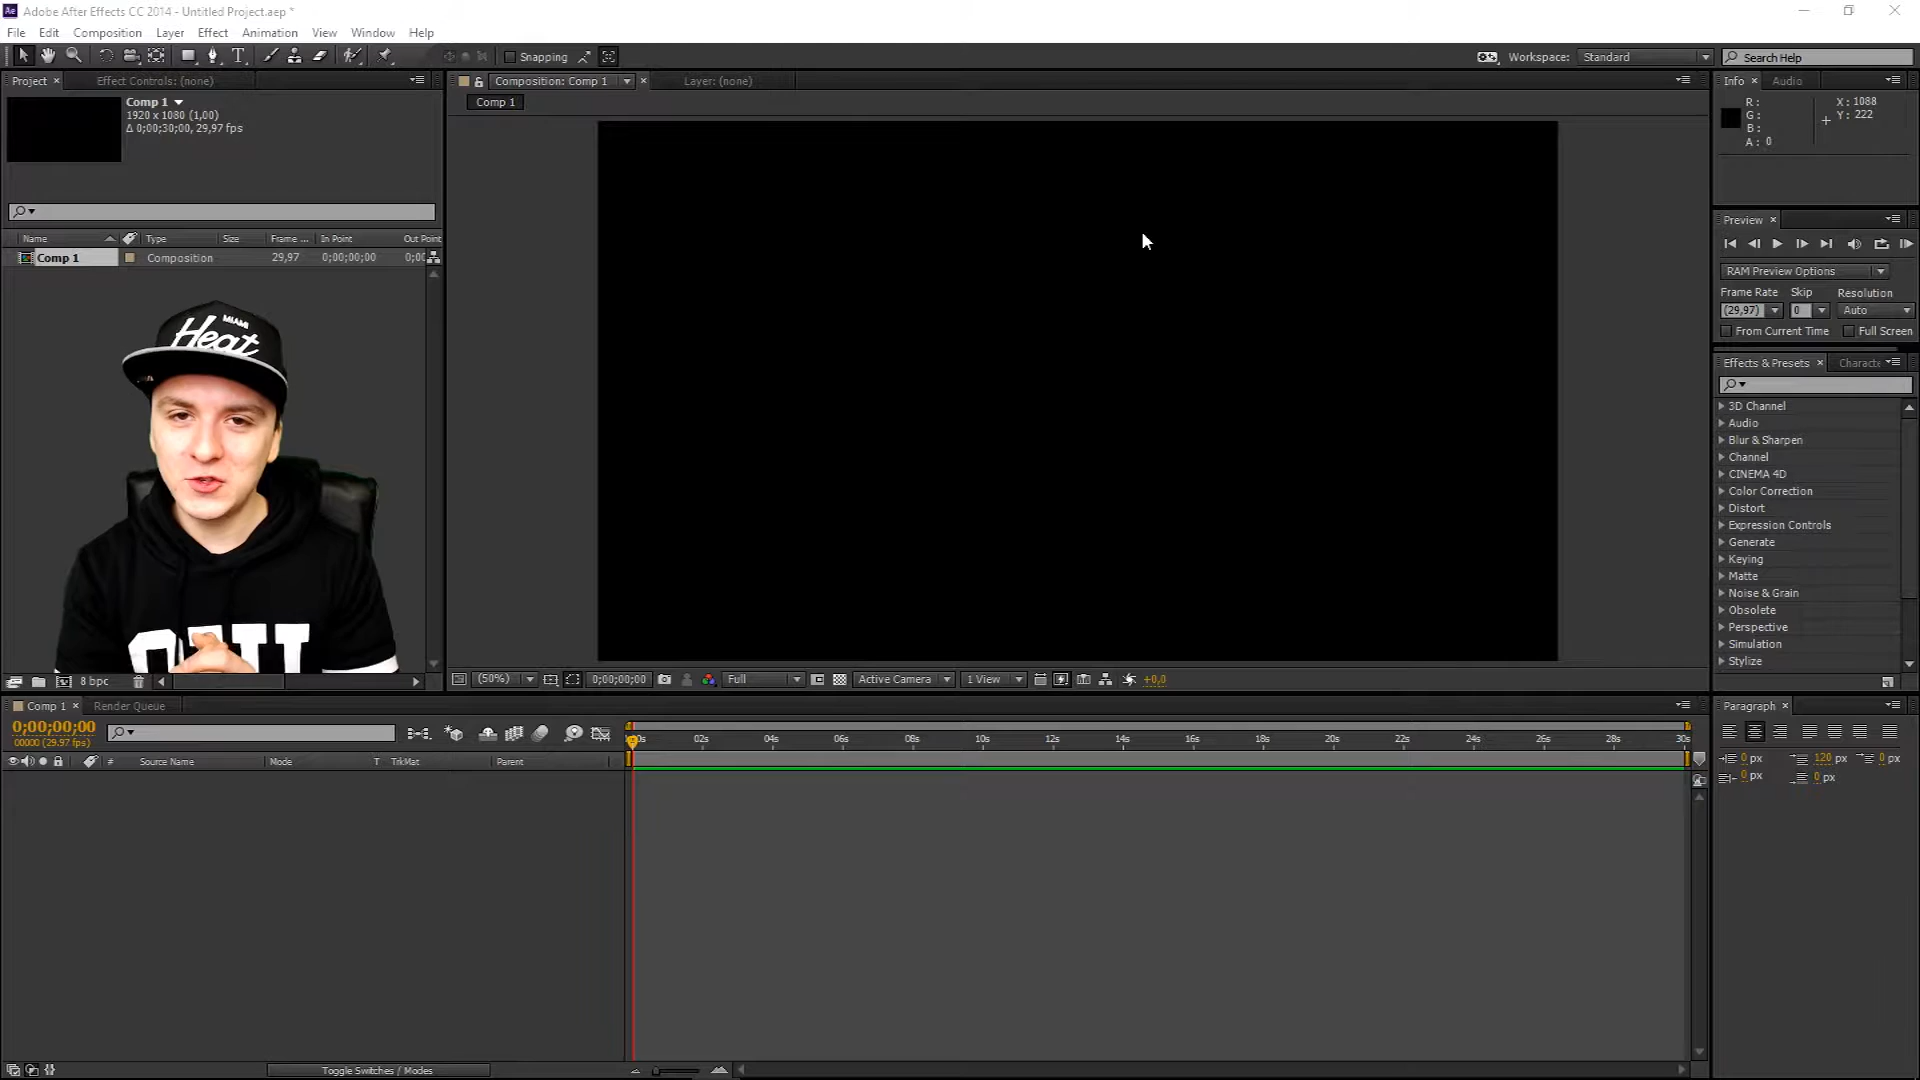 Adobe After Effects CC 2014 - Untitled Project.aep *
File Edit Composition Layer Effect Animation View Window Help
Snapping
Workspace: Standard
Search Help
Project
Effect Controls: (none)
Comp 1
1920 x 1080 (1,00)
Δ 0;00;30;00, 29,97 fps
Name Type Size Frame ... In Point Out Point
Comp 1 Composition 29,97 0;00;00;00 0;00
MIAMI
Heat
8 bpc
Composition: Comp 1
Layer: (none)
Comp 1
(50%) 0;00;00;00 Full Active Camera 1 View +0,0
Info Audio
R: X: 1088
G: Y: 222
B:
A: 0
Preview
RAM Preview Options
Frame Rate Skip Resolution
(29,97) 0 Auto
From Current Time Full Screen
Effects & Presets Characte
3D Channel
Audio
Blur & Sharpen
Channel
CINEMA 4D
Color Correction
Distort
Expression Controls
Generate
Keying
Matte
Noise & Grain
Obsolete
Perspective
Simulation
Stylize
Comp 1 Render Queue
0;00;00;00
00000 (29.97 fps)
# Source Name Mode T TrkMat Parent
02s 04s 06s 08s 10s 12s 14s 16s 18s 20s 22s 24s 26s 28s 30s
Toggle Switches / Modes
Paragraph
0 px 120 px 0 px
0 px 0 px